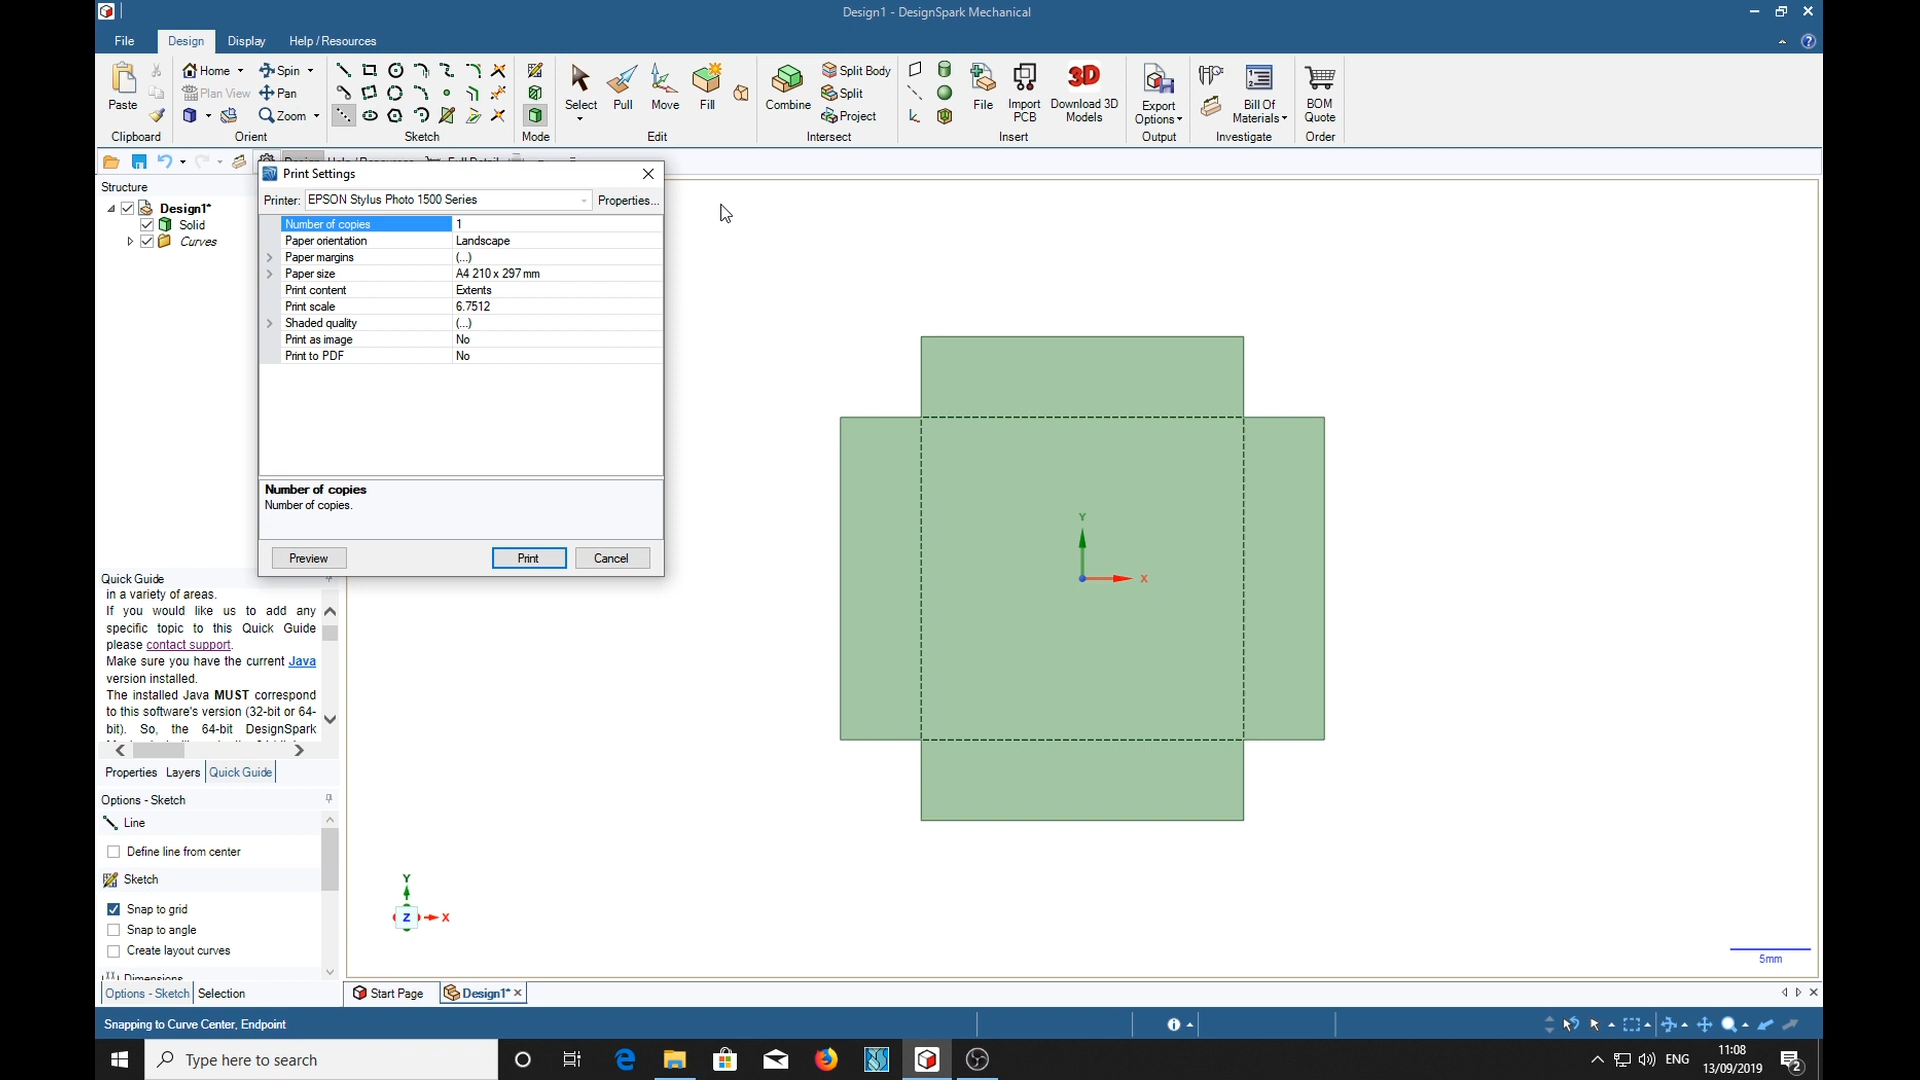 Design1 - DesignSpark Mechanical
File Design Display Help / Resources
Paste
Clipboard
Home Spin
Plan View Pan
Zoom
Orient
Sketch
Mode
Select Pull Move Fill
Edit
Combine
Split Body
Split
Project
Intersect
File Import PCB Download 3D Models
3D
Insert
Export Options
Output
Bill Of Materials
Investigate
BOM Quote
Order
Structure
Design1*
Solid
Curves
Print Settings
Printer: EPSON Stylus Photo 1500 Series Properties...
Number of copies 1
Paper orientation Landscape
Paper margins (...)
Paper size A4 210 x 297 mm
Print content Extents
Print scale 6.7512
Shaded quality (...)
Print as image No
Print to PDF No
Number of copies
Number of copies.
Preview Print Cancel
Y
X
Quick Guide
in a variety of areas.
If you would like us to add any
specific topic to this Quick Guide
please contact support.
Make sure you have the current Java
version installed.
The installed Java MUST correspond
to this software's version (32-bit or 64-
bit). So, the 64-bit DesignSpark
Properties Layers Quick Guide
Options - Sketch
Line
Define line from center
Sketch
Snap to grid
Snap to angle
Create layout curves
Dimensions
Options - Sketch Selection
Y
Z X
5mm
Start Page Design1*
Snapping to Curve Center, Endpoint
Type here to search
ENG
11:08
13/09/2019
2